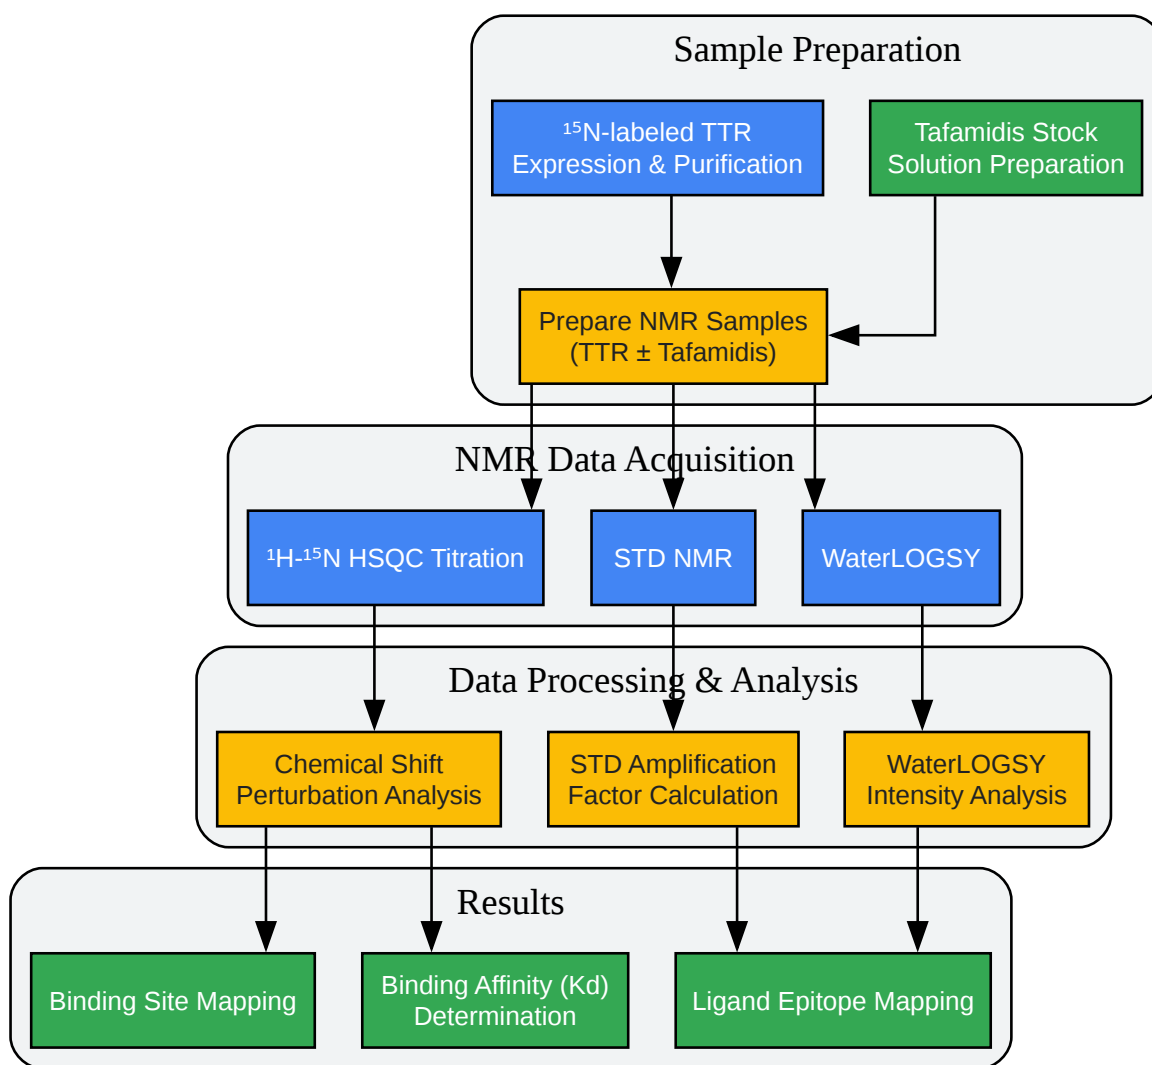 Sample Preparation
¹⁵N-labeled TTR
Expression & Purification
Tafamidis Stock
Solution Preparation
Prepare NMR Samples
(TTR ± Tafamidis)
NMR Data Acquisition
¹H-¹⁵N HSQC Titration
STD NMR
WaterLOGSY
Data Processing & Analysis
Chemical Shift
Perturbation Analysis
STD Amplification
Factor Calculation
WaterLOGSY
Intensity Analysis
Results
Binding Site Mapping
Binding Affinity (Kd)
Determination
Ligand Epitope Mapping